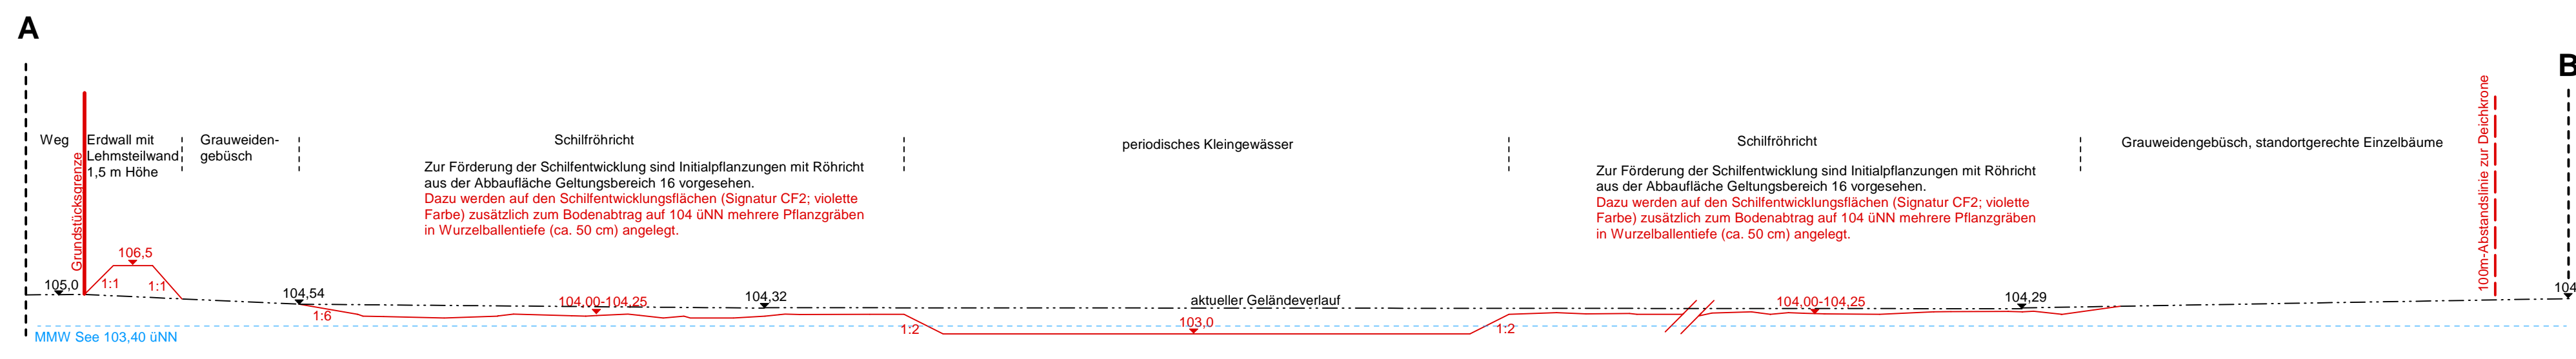 A
B
Weg
Grundstücksgrenze
Erdwall mit
Lehmsteilwand
1,5 m Höhe
Grauweiden-
gebüsch
Schilfröhricht
Zur Förderung der Schilfentwicklung sind Initialpflanzungen mit Röhricht
aus der Abbaufläche Geltungsbereich 16 vorgesehen.
Dazu werden auf den Schilfentwicklungsflächen (Signatur CF2; violette
Farbe) zusätzlich zum Bodenabtrag auf 104 üNN mehrere Pflanzgräben
in Wurzelballentiefe (ca. 50 cm) angelegt.
periodisches Kleingewässer
Schilfröhricht
Zur Förderung der Schilfentwicklung sind Initialpflanzungen mit Röhricht
aus der Abbaufläche Geltungsbereich 16 vorgesehen.
Dazu werden auf den Schilfentwicklungsflächen (Signatur CF2; violette
Farbe) zusätzlich zum Bodenabtrag auf 104 üNN mehrere Pflanzgräben
in Wurzelballentiefe (ca. 50 cm) angelegt.
Grauweidengebüsch, standortgerechte Einzelbäume
100m-Abstandslinie zur Deichkrone
106,5
105,0
1:1
1:1
104,54
1:6
104,00-104,25
104,32
aktueller Geländeverlauf
1:2
103,0
1:2
104,00-104,25
104,29
104
MMW See 103,40 üNN